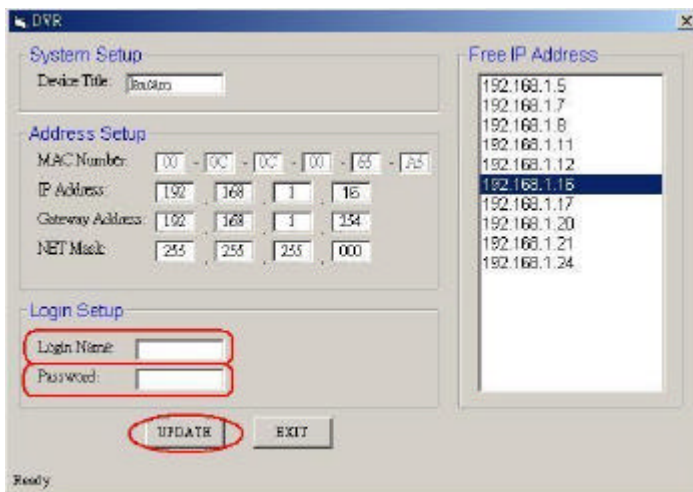 DVR
System Setup
Device Title:
Address Setup
MAC Number: 00 - 0C - 0C - 00 - 65 - A5
IP Address: 192 . 168 . 1 . 16
Gateway Address: 192 . 168 . 1 . 254
NET Mask: 255 . 255 . 255 . 000
Login Setup
Login Name:
Password:
UPDATE EXIT
Ready
Free IP Address
192.168.1.5
192.168.1.7
192.168.1.8
192.168.1.11
192.168.1.12
192.168.1.16
192.168.1.17
192.168.1.20
192.168.1.21
192.168.1.24